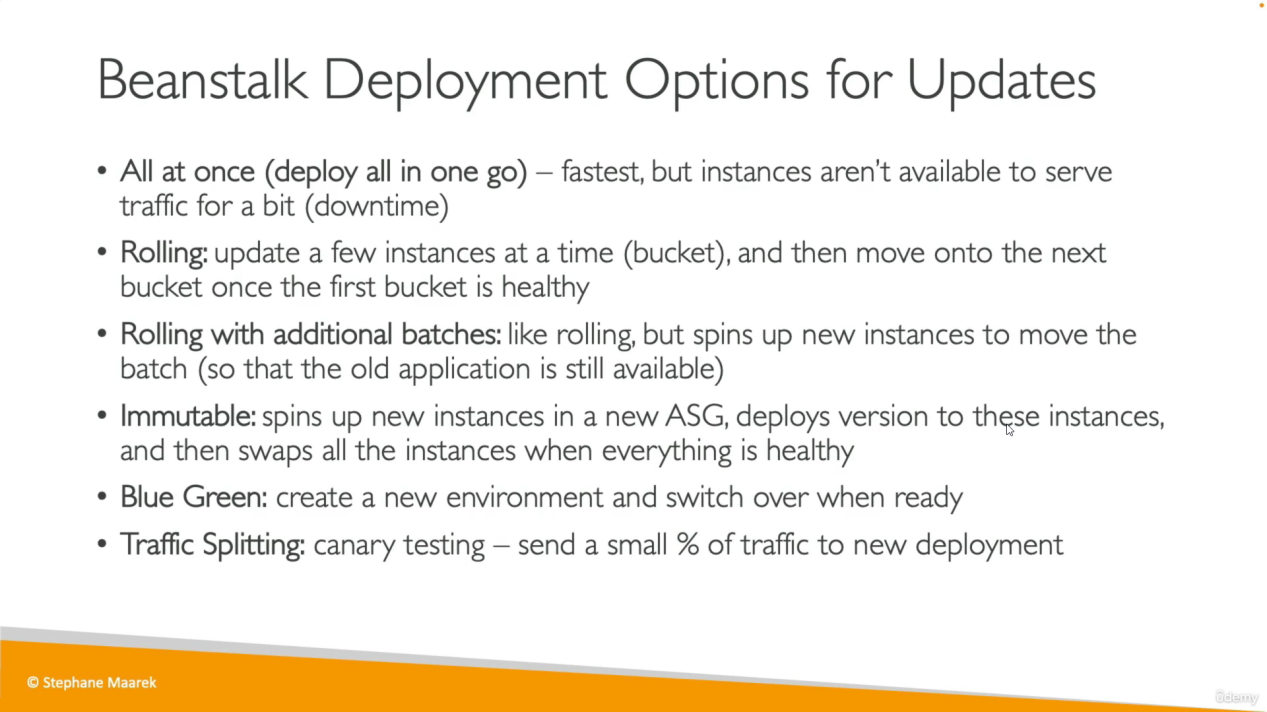 Beanstalk Deployment Options for Updates
• All at once (deploy all in one go) – fastest, but instances aren't available to serve
traffic for a bit (downtime)
• Rolling: update a few instances at a time (bucket), and then move onto the next
bucket once the first bucket is healthy
• Rolling with additional batches: like rolling, but spins up new instances to move the
batch (so that the old application is still available)
• Immutable: spins up new instances in a new ASG, deploys version to these instances,
and then swaps all the instances when everything is healthy
• Blue Green: create a new environment and switch over when ready
• Traffic Splitting: canary testing – send a small % of traffic to new deployment
© Stephane Maarek
ûdemy